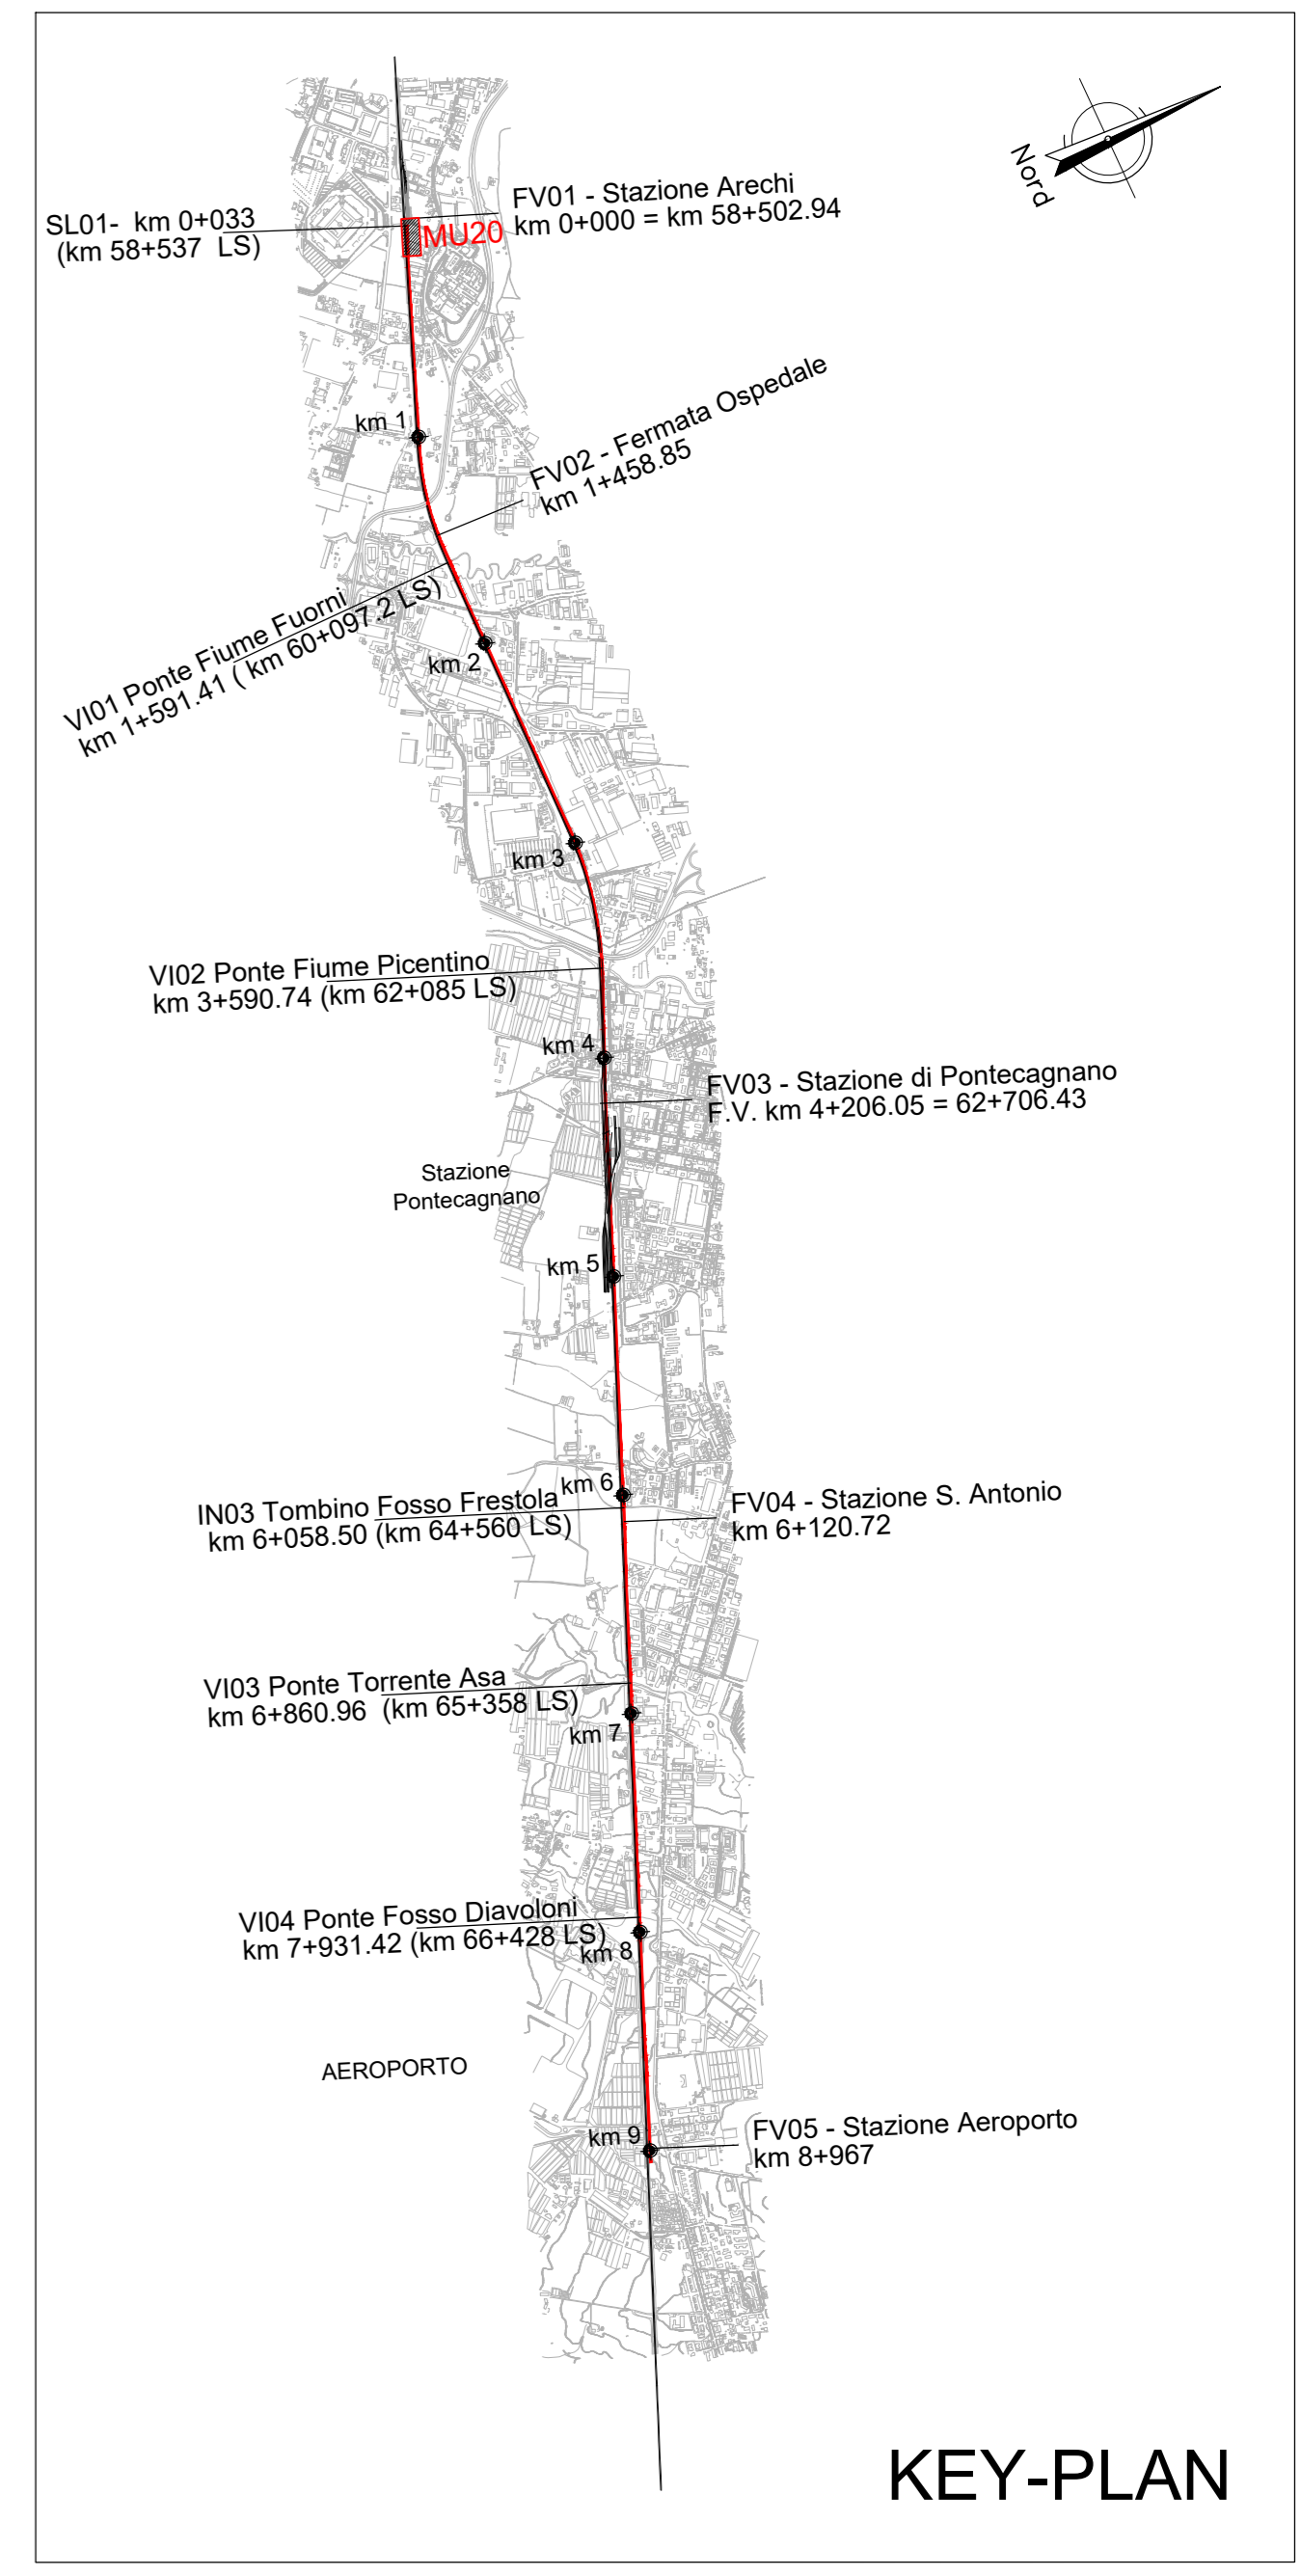 Nord
FV01 - Stazione Arechi
km 0+000 = km 58+502.94
SL01-  km 0+033
(km 58+537  LS)
MU20
km 1
FV02 - Fermata Ospedale
km 1+458.85
VI01 Ponte Fiume Fuorni
km 1+591.41 ( km 60+097.2 LS)
km 2
km 3
VI02 Ponte Fiume Picentino
km 3+590.74 (km 62+085 LS)
km 4
FV03 - Stazione di Pontecagnano
F.V. km 4+206.05 = 62+706.43
Stazione
Pontecagnano
km 5
km 6
IN03 Tombino Fosso Frestola
km 6+058.50 (km 64+560 LS)
FV04 - Stazione S. Antonio
km 6+120.72
VI03 Ponte Torrente Asa
km 6+860.96  (km 65+358 LS)
km 7
VI04 Ponte Fosso Diavoloni
km 7+931.42 (km 66+428 LS)
km 8
AEROPORTO
km 9
FV05 - Stazione Aeroporto
km 8+967
KEY-PLAN